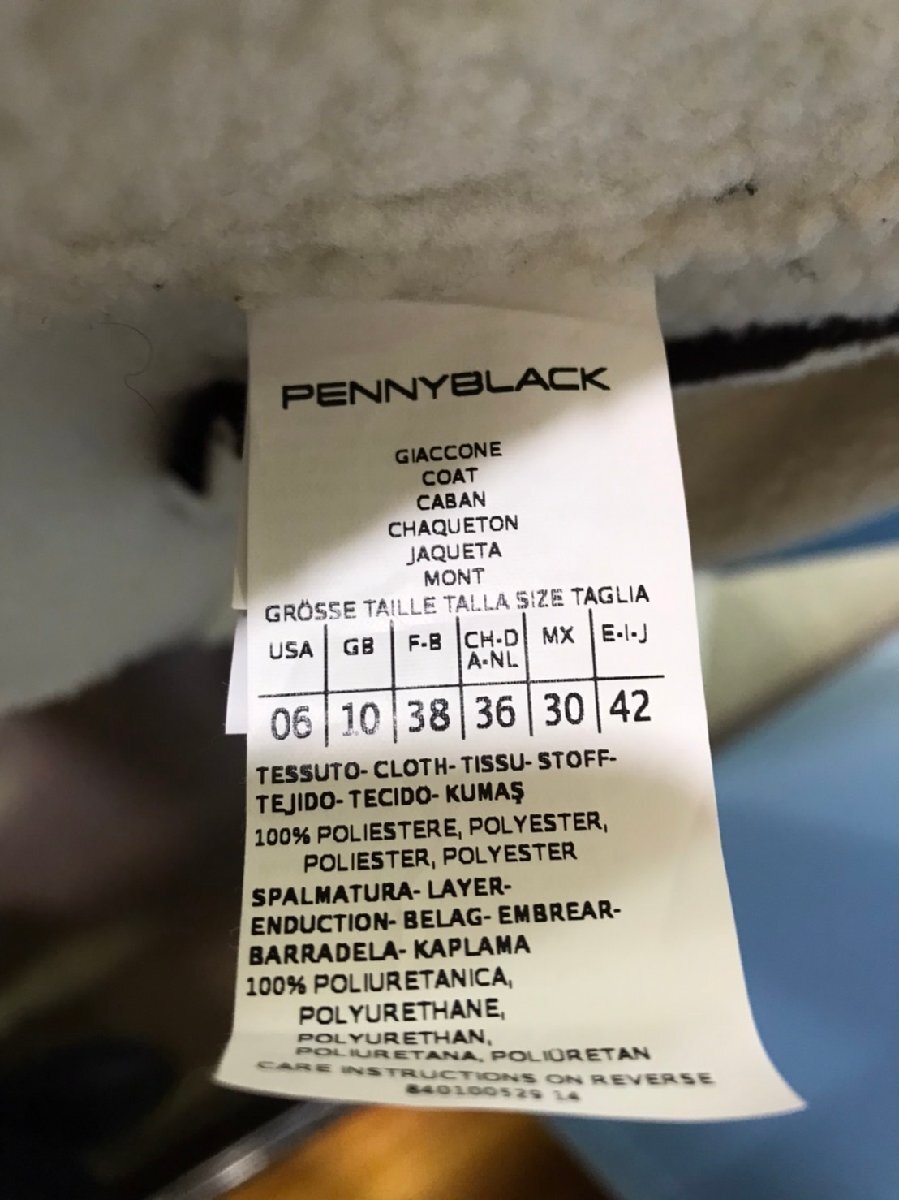 PENNYBLACK
GIACCONE
COAT
CABAN
CHAQUETON
JAQUETA
MONT
GRÖSSE TAILLE TALLA SIZE TAGLIA
USA GB F-B CH-D A-NL MX E-I-J
06 10 38 36 30 42
TESSUTO- CLOTH- TISSU- STOFF-
TEJIDO- TECIDO- KUMAŞ
100% POLIESTERE, POLYESTER,
POLIESTER, POLYESTER
SPALMATURA- LAYER-
ENDUCTION- BELAG- EMBREAR-
BARRADELA- KAPLAMA
100% POLIURETANICA,
POLYURETHANE,
POLYURETHAN,
POLIURETANA, POLIÜRETAN
CARE INSTRUCTIONS ON REVERSE
840100529 14